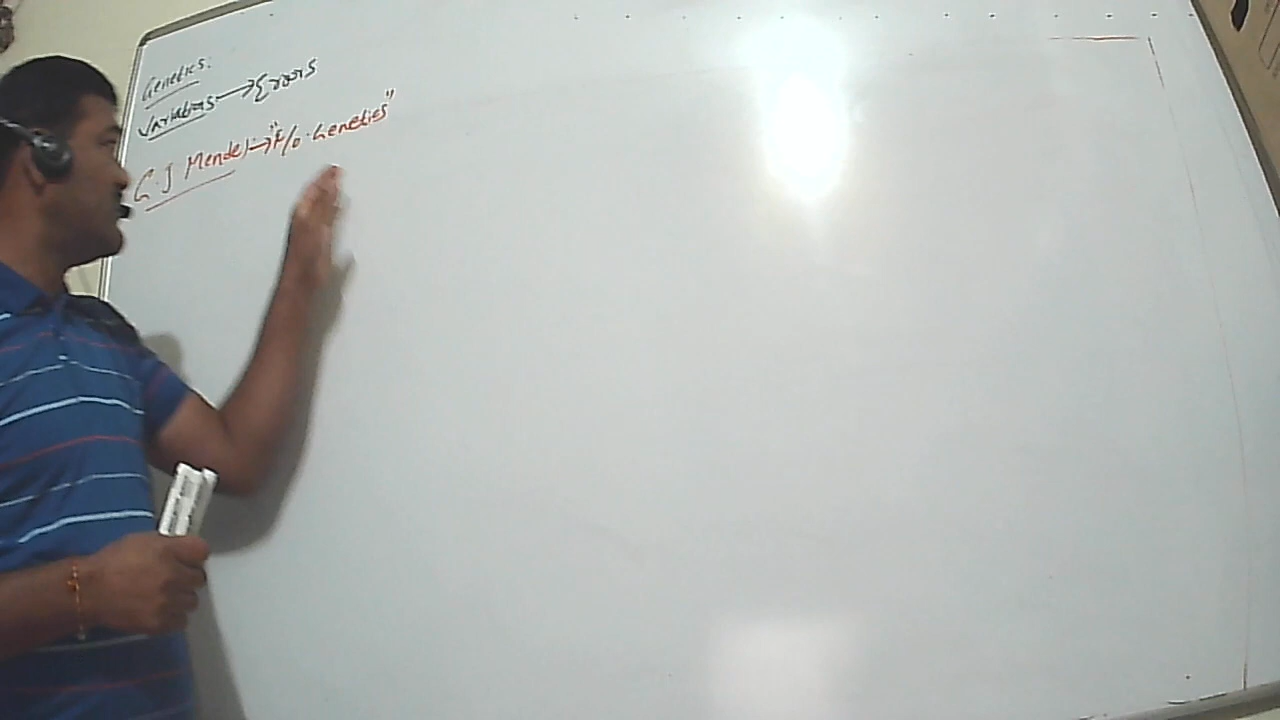 Genetics:
Variations → Errors
G.J Mendel → "F/o. Genetics"